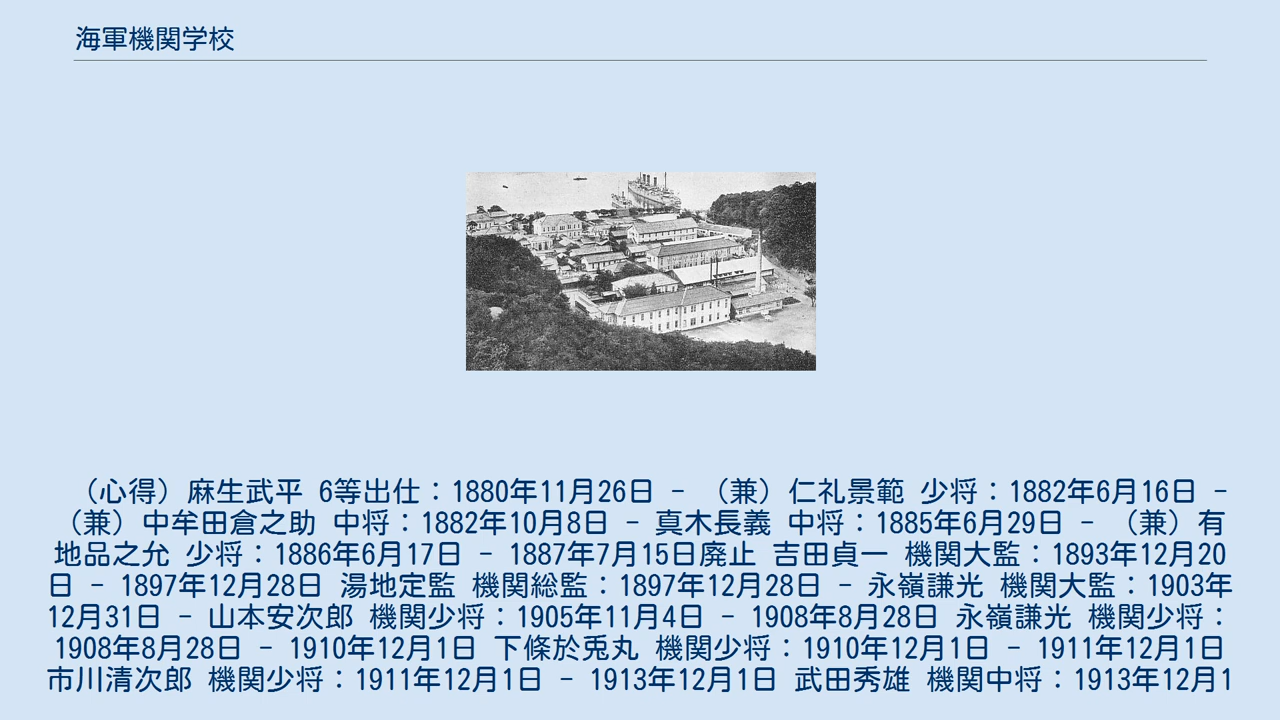 海軍機関学校
（心得）麻生武平 6等出仕：1880年11月26日 - （兼）仁礼景範 少将：1882年6月16日 -
（兼）中牟田倉之助 中将：1882年10月8日 - 真木長義 中将：1885年6月29日 - （兼）有
地品之允 少将：1886年6月17日 - 1887年7月15日廃止 吉田貞一 機関大監：1893年12月20
日 - 1897年12月28日 湯地定監 機関総監：1897年12月28日 - 永嶺謙光 機関大監：1903年
12月31日 - 山本安次郎 機関少将：1905年11月4日 - 1908年8月28日 永嶺謙光 機関少将：
1908年8月28日 - 1910年12月1日 下條於兎丸 機関少将：1910年12月1日 - 1911年12月1日
市川清次郎 機関少将：1911年12月1日 - 1913年12月1日 武田秀雄 機関中将：1913年12月1